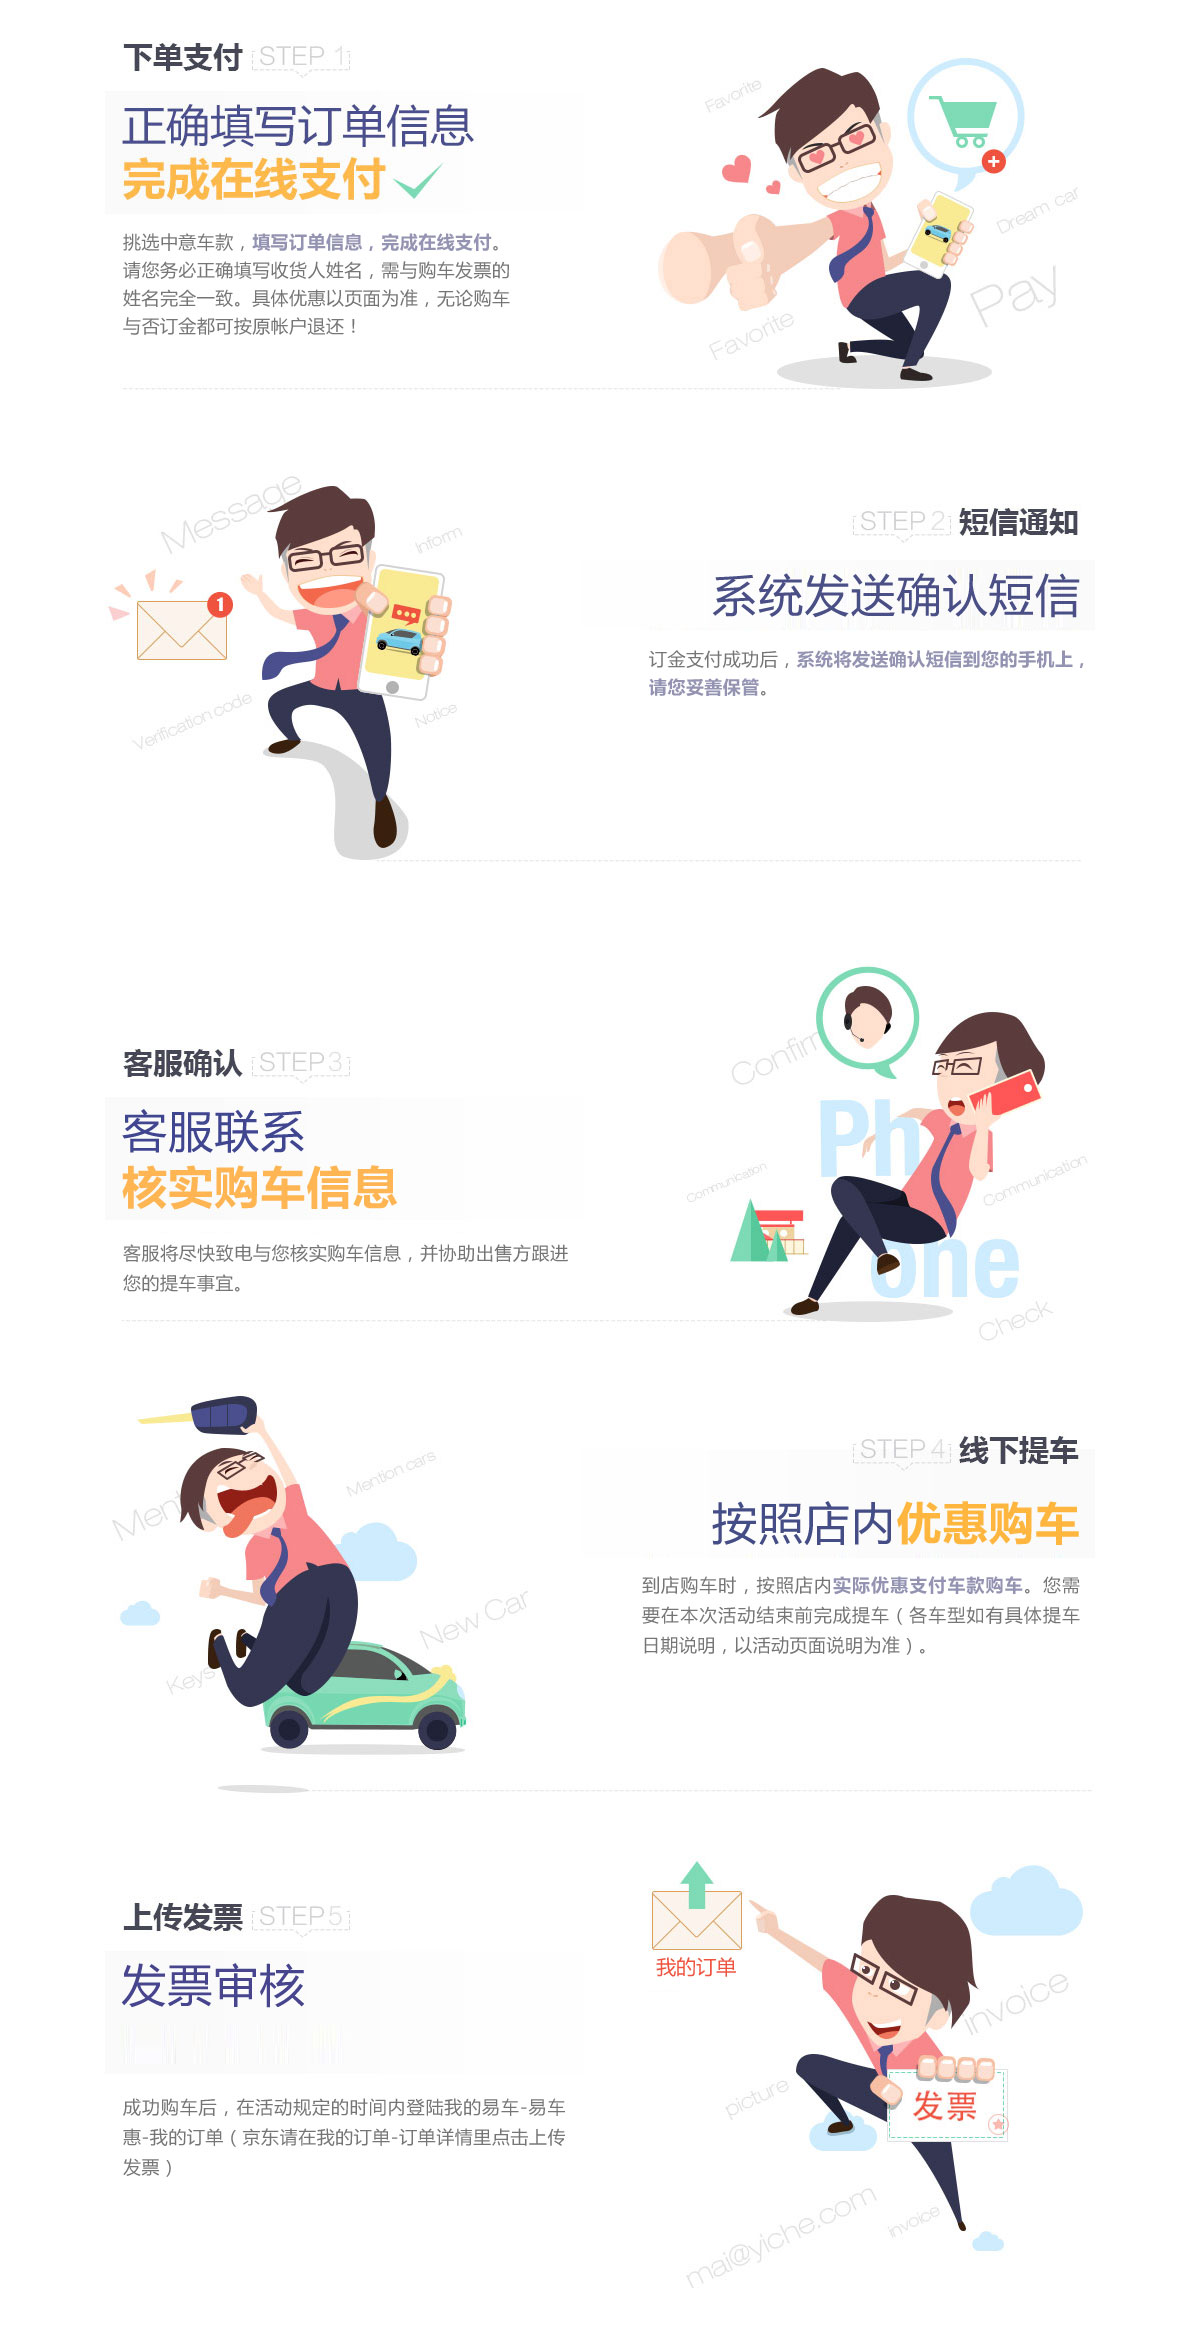 下单支付 STEP 1
正确填写订单信息
完成在线支付
挑选中意车款，填写订单信息，完成在线支付。
请您务必正确填写收货人姓名，需与购车发票的
姓名完全一致。具体优惠以页面为准，无论购车
与否订金都可按原帐户退还！
Favorite
Dream car
Pay
Favorite
Message
Inform
1
Verification code
Notice
STEP 2 短信通知
系统发送确认短信
订金支付成功后，系统将发送确认短信到您的手机上，
请您妥善保管。
客服确认 STEP 3
客服联系
核实购车信息
客服将尽快致电与您核实购车信息，并协助出售方跟进
您的提车事宜。
Confirm
Ph
one
Communication
Communication
Check
Mention cars
New Car
Keys
STEP 4 线下提车
按照店内优惠购车
到店购车时，按照店内实际优惠支付车款购车。您需
要在本次活动结束前完成提车（各车型如有具体提车
日期说明，以活动页面说明为准）。
上传发票 STEP 5
发票审核
成功购车后，在活动规定的时间内登陆我的易车-易车
惠-我的订单（京东请在我的订单-订单详情里点击上传
发票）
我的订单
invoice
picture
发票
mai@yiche.com
invoice